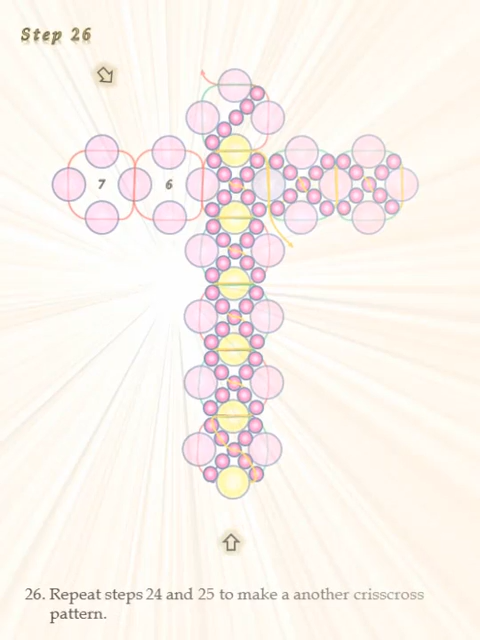 Step 26
7
6
26. Repeat steps 24 and 25 to make a another crisscross
pattern.